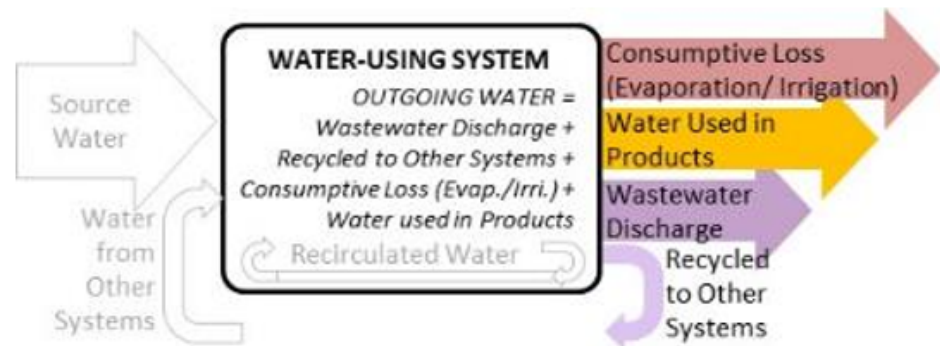 Source
Water
Water
from
Other
Systems
WATER-USING SYSTEM
OUTGOING WATER =
Wastewater Discharge +
Recycled to Other Systems +
Consumptive Loss (Evap./Irri.) +
Water used in Products
Recirculated Water
Consumptive Loss
(Evaporation/ Irrigation)
Water Used in
Products
Wastewater
Discharge
Recycled
to Other
Systems